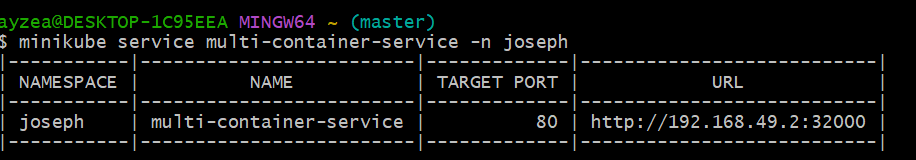 ayzea@DESKTOP-1C95EEA MINGW64 ~ (master)
$ minikube service multi-container-service -n joseph
|-----------|-------------------------|-------------|---------------------------|
| NAMESPACE |          NAME           | TARGET PORT |            URL            |
|-----------|-------------------------|-------------|---------------------------|
| joseph    | multi-container-service |          80 | http://192.168.49.2:32000 |
|-----------|-------------------------|-------------|---------------------------|